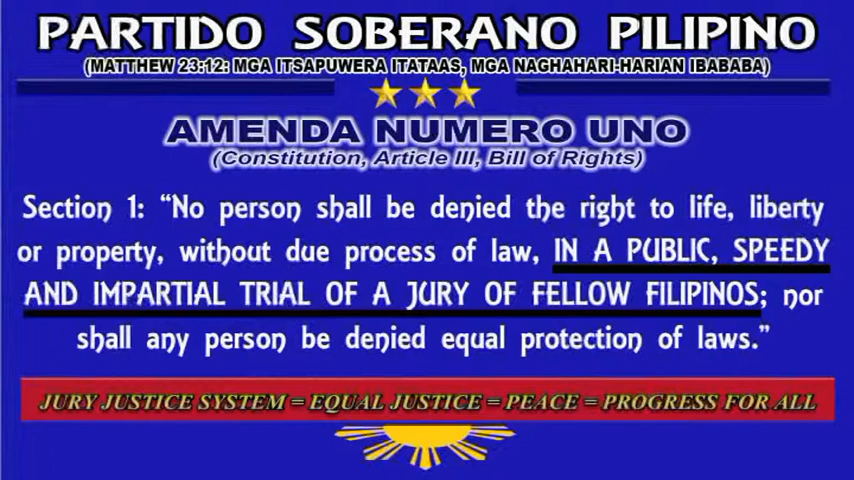 PARTIDO SOBERANO PILIPINO
(MATTHEW 23:12: MGA ITSAPUWERA ITATAAS, MGA NAGHAHARI-HARIAN IBABABA)
AMENDA NUMERO UNO
(Constitution, Article III, Bill of Rights)
Section 1: “No person shall be denied the right to life, liberty
or property, without due process of law, IN A PUBLIC, SPEEDY
AND IMPARTIAL TRIAL OF A JURY OF FELLOW FILIPINOS; nor
shall any person be denied equal protection of laws.”
JURY JUSTICE SYSTEM = EQUAL JUSTICE = PEACE = PROGRESS FOR ALL